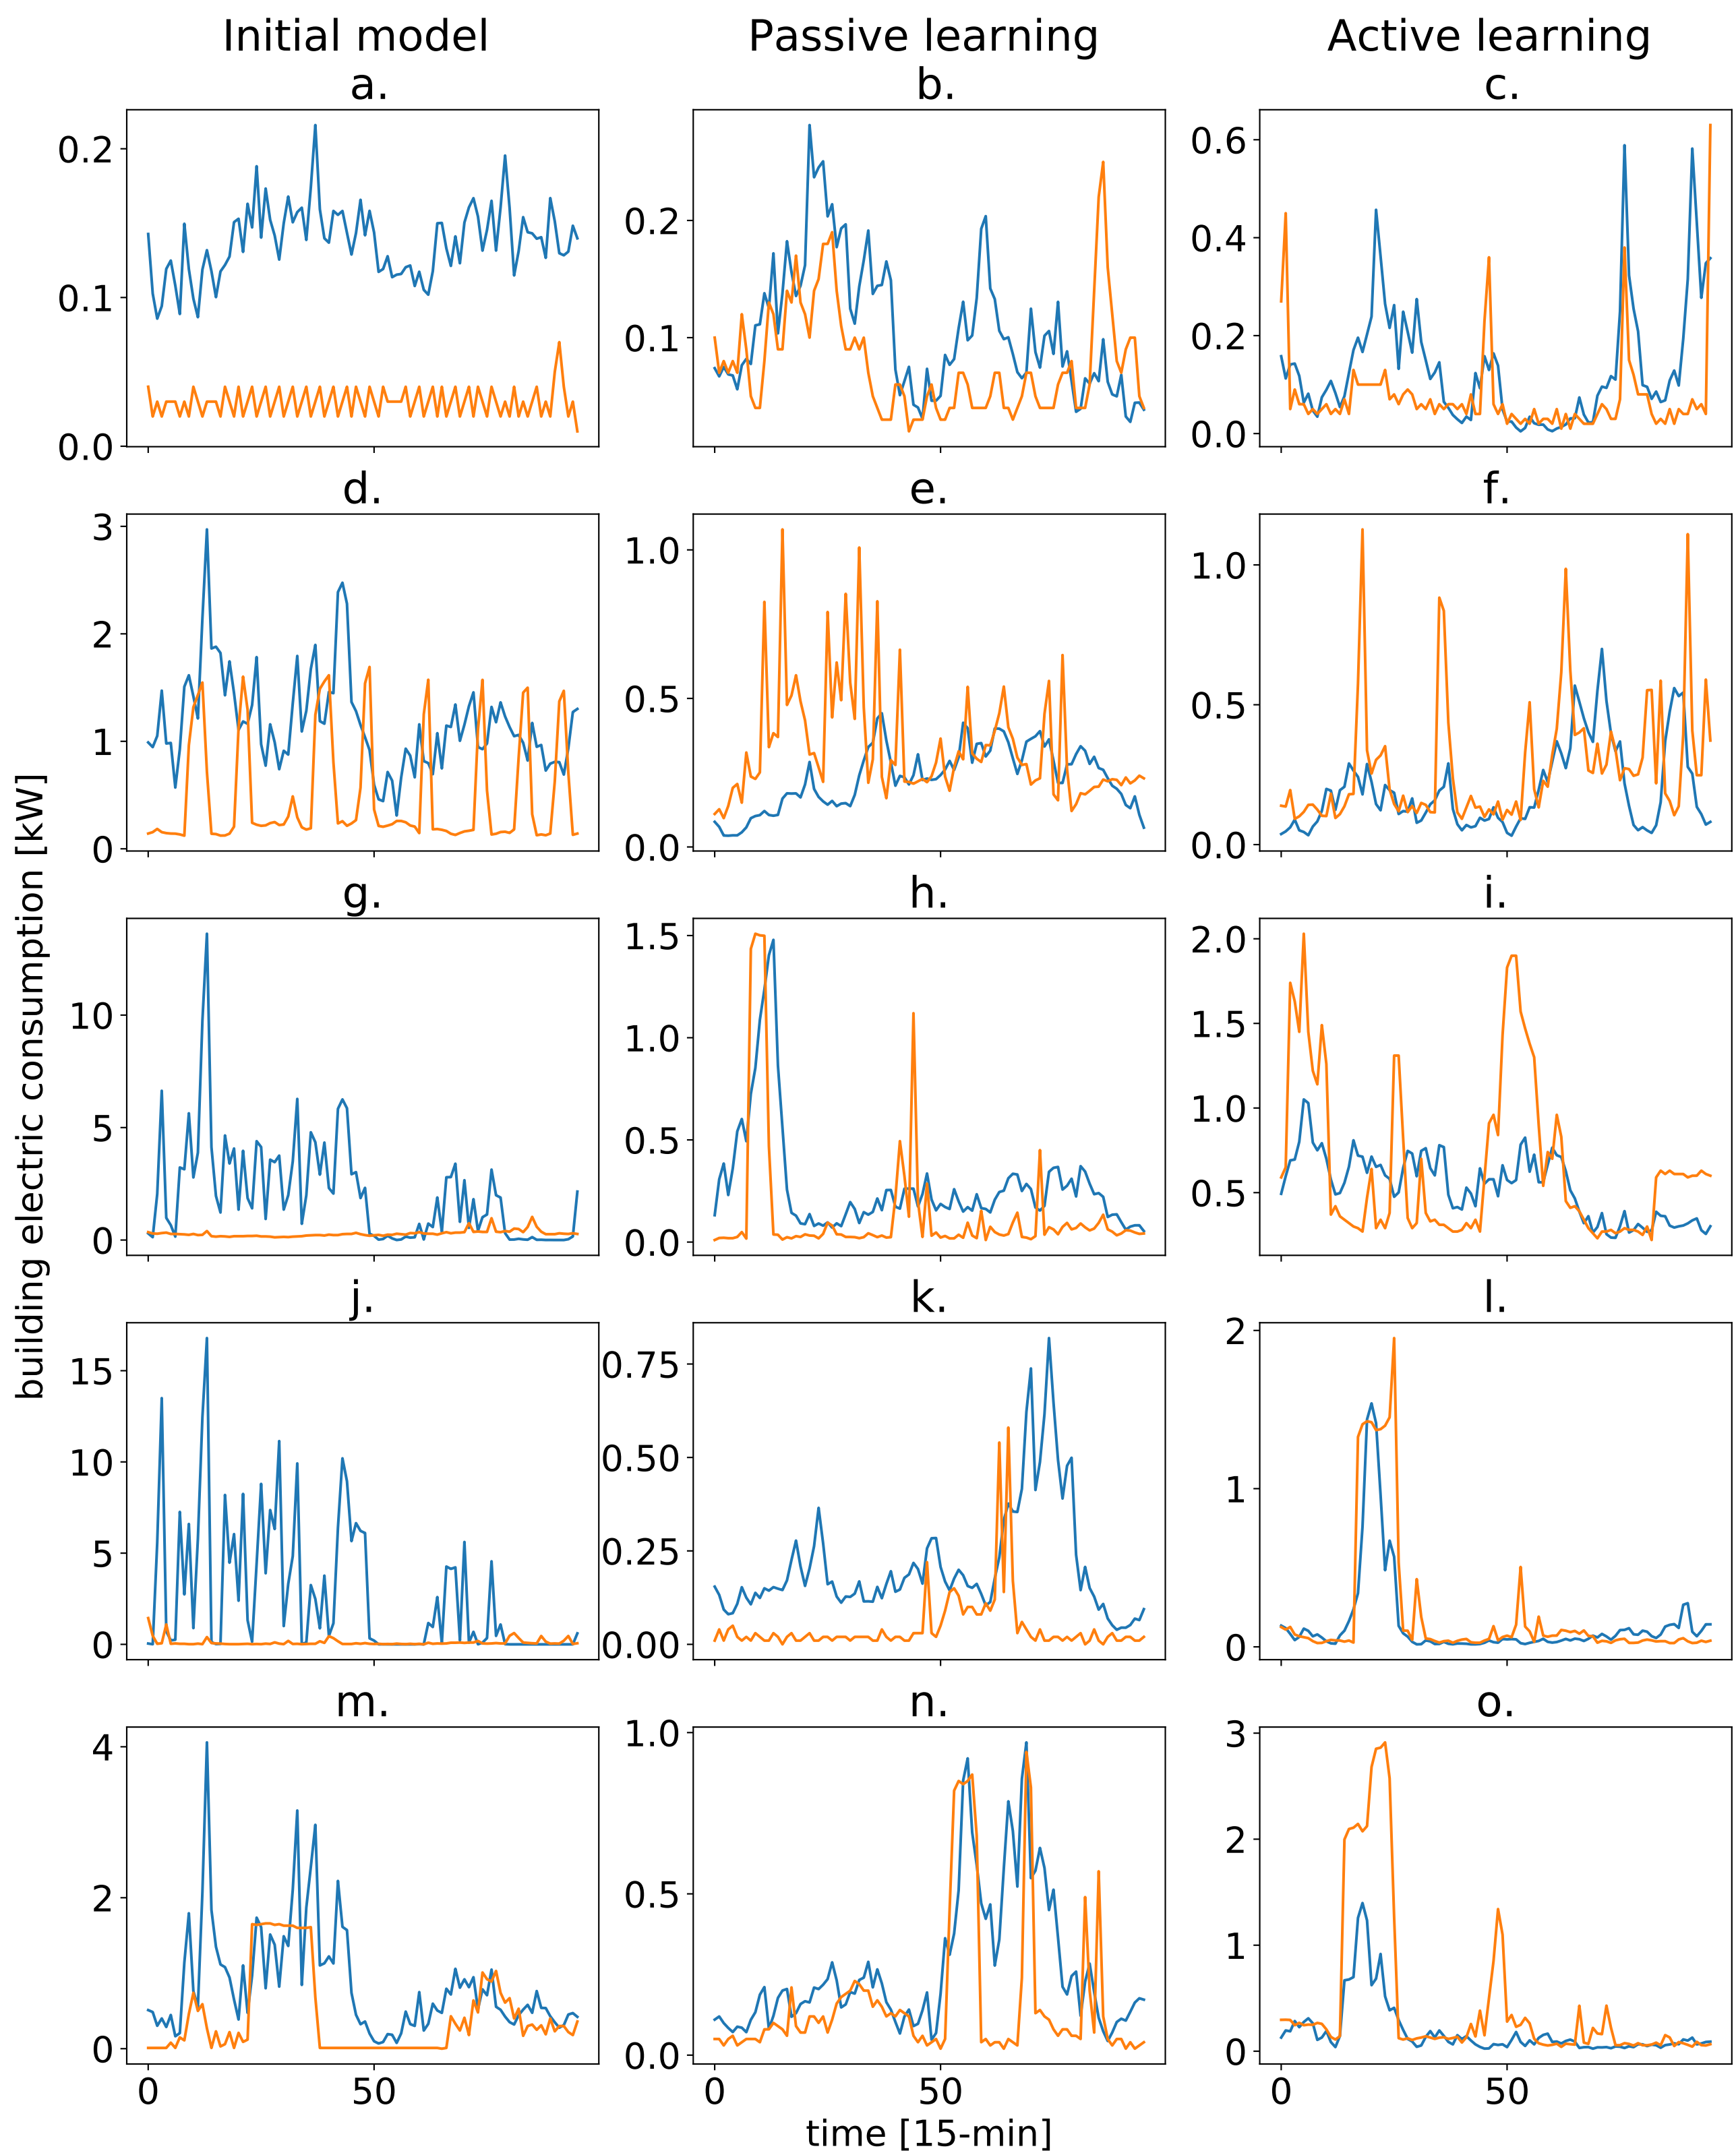 Initial model
Passive learning
Active learning
a.
b.
c.
0.2
0.1
0.0
0.2
0.1
0.6
0.4
0.2
0.0
d.
e.
f.
3
2
1
0
1.0
0.5
0.0
1.0
0.5
0.0
g.
h.
i.
10
5
0
1.5
1.0
0.5
0.0
2.0
1.5
1.0
0.5
j.
k.
l.
15
10
5
0
0.75
0.50
0.25
0.00
2
1
0
m.
n.
o.
4
2
0
1.0
0.5
0.0
3
2
1
0
0 50
0 50
0 50
time [15-min]
building electric consumption [kW]